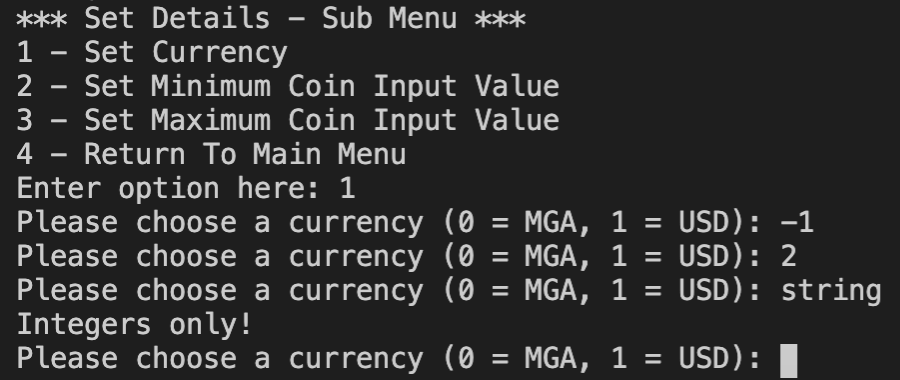 *** Set Details - Sub Menu ***
1 - Set Currency
2 - Set Minimum Coin Input Value
3 - Set Maximum Coin Input Value
4 - Return To Main Menu
Enter option here: 1
Please choose a currency (0 = MGA, 1 = USD): -1
Please choose a currency (0 = MGA, 1 = USD): 2
Please choose a currency (0 = MGA, 1 = USD): string
Integers only!
Please choose a currency (0 = MGA, 1 = USD):